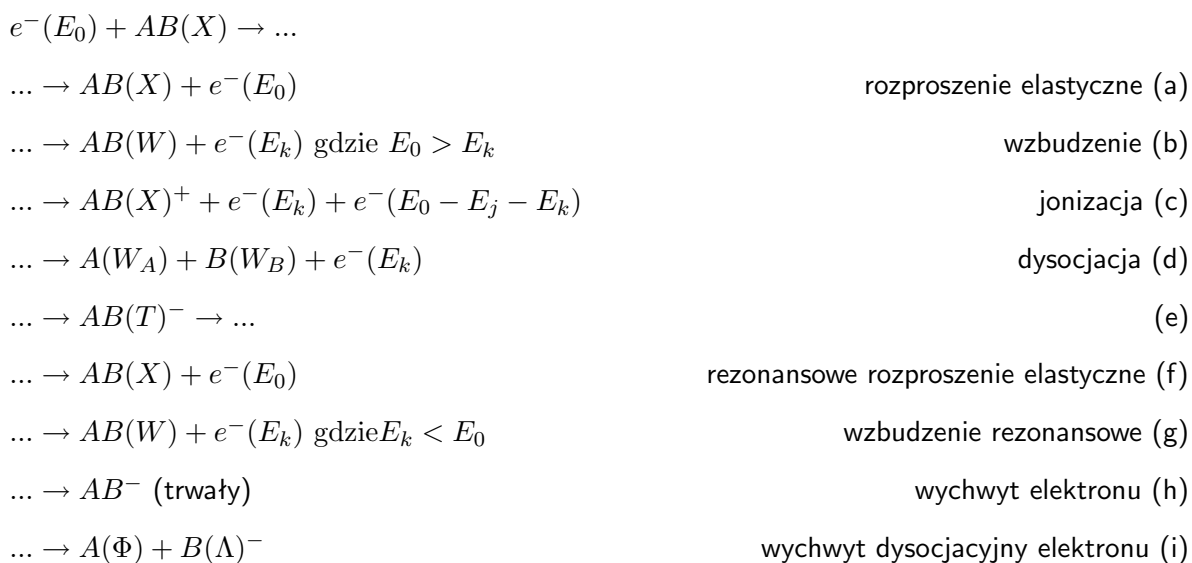 e⁻(E₀) + AB(X) → ...
... → AB(X) + e⁻(E₀) rozproszenie elastyczne (a)
... → AB(W) + e⁻(Eₖ) gdzie E₀ > Eₖ wzbudzenie (b)
... → AB(X)⁺ + e⁻(Eₖ) + e⁻(E₀ − Eⱼ − Eₖ) jonizacja (c)
... → A(W_A) + B(W_B) + e⁻(Eₖ) dysocjacja (d)
... → AB(T)⁻ → ... (e)
... → AB(X) + e⁻(E₀) rezonansowe rozproszenie elastyczne (f)
... → AB(W) + e⁻(Eₖ) gdzieEₖ < E₀ wzbudzenie rezonansowe (g)
... → AB⁻ (trwały) wychwyt elektronu (h)
... → A(Φ) + B(Λ)⁻ wychwyt dysocjacyjny elektronu (i)